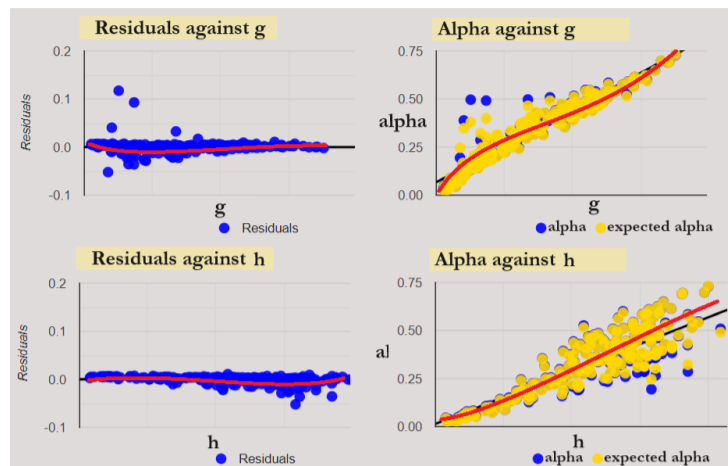 Residuals against g
0.2
0.1
0.0
-0.1
Residuals
g
Residuals
Alpha against g
0.75
0.50
0.25
0.00
alpha
g
alpha expected alpha
Residuals against h
0.2
0.1
0.0
-0.1
Residuals
h
Residuals
Alpha against h
0.75
0.50
0.25
0.00
al
h
alpha expected alpha